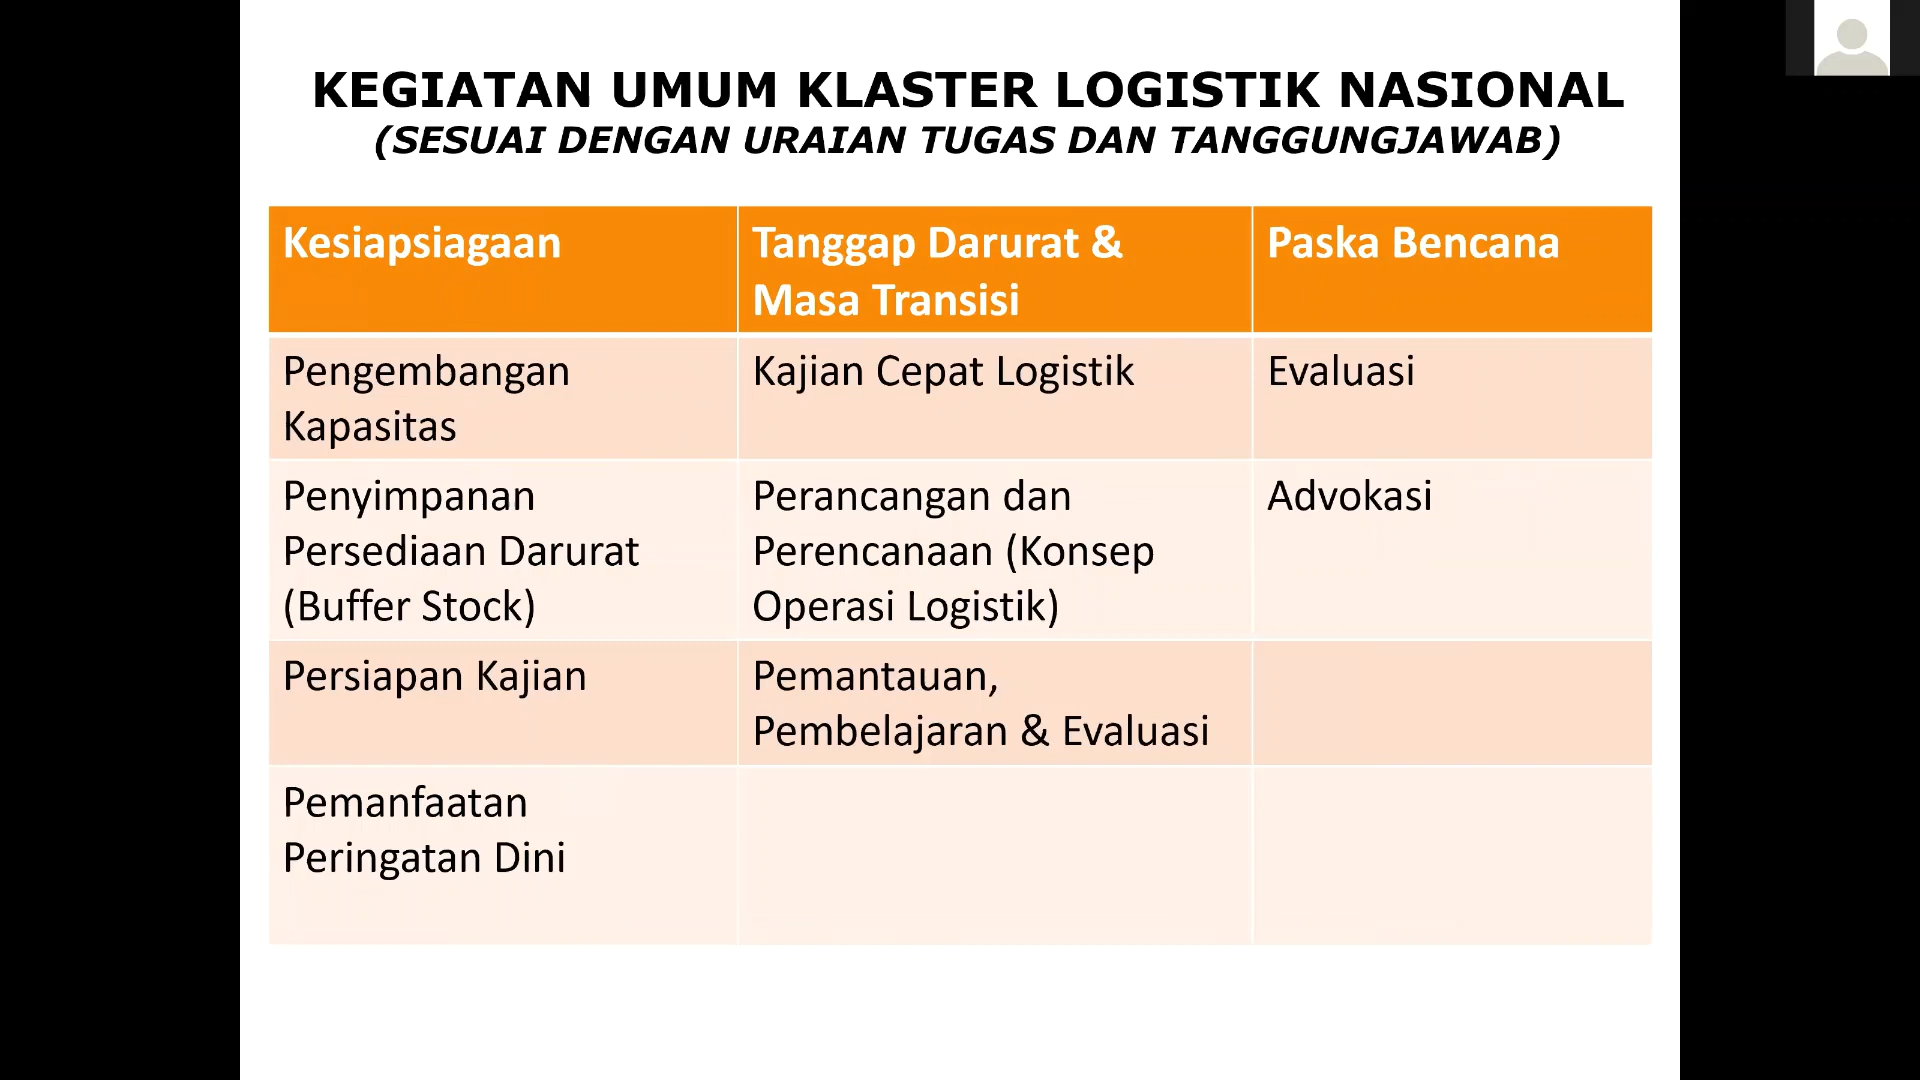 KEGIATAN UMUM KLASTER LOGISTIK NASIONAL
(SESUAI DENGAN URAIAN TUGAS DAN TANGGUNGJAWAB)
Kesiapsiagaan
Tanggap Darurat &
Masa Transisi
Paska Bencana
Pengembangan
Kapasitas
Kajian Cepat Logistik
Evaluasi
Penyimpanan
Persediaan Darurat
(Buffer Stock)
Perancangan dan
Perencanaan (Konsep
Operasi Logistik)
Advokasi
Persiapan Kajian
Pemantauan,
Pembelajaran & Evaluasi
Pemanfaatan
Peringatan Dini